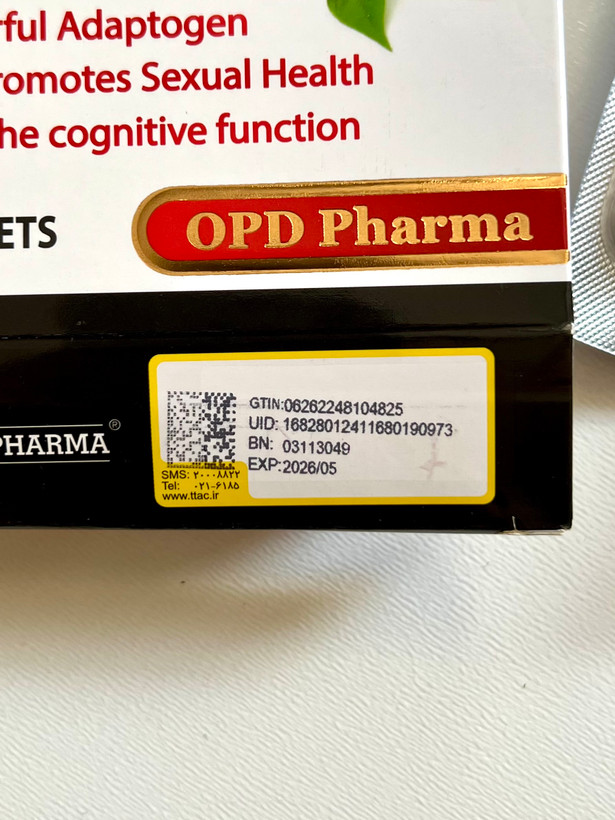 rful Adaptogen
romotes Sexual Health
he cognitive function
ETS
OPD Pharma
PHARMA®
GTIN:06262248104825
UID: 16828012411680190973
BN: 03113049
EXP:2026/05
SMS: ۲۰۰۰۸۸۲۲
Tel: ۰۲۱-۶۱۸۵
www.ttac.ir